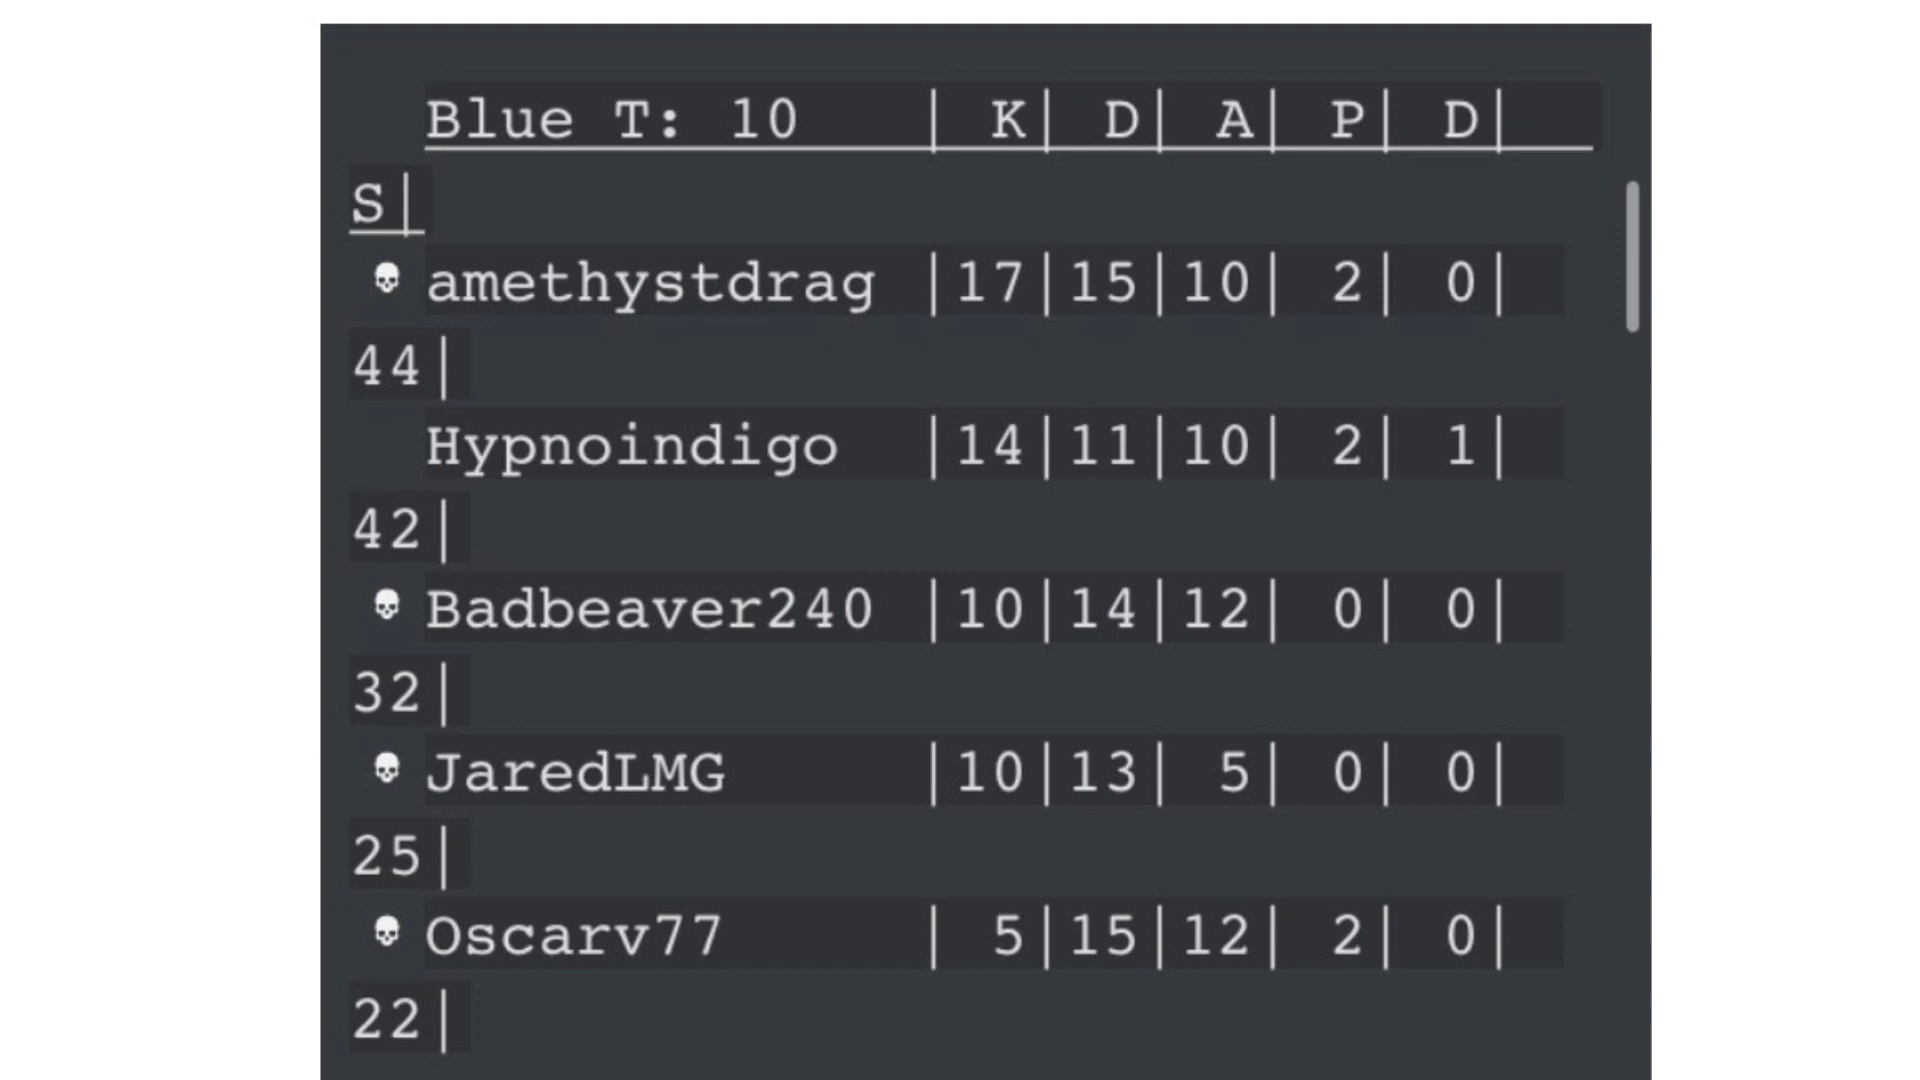 Blue T: 10 | K| D| A| P| D|
S|
amethystdrag |17|15|10| 2| 0|
44|
Hypnoindigo |14|11|10| 2| 1|
42|
Badbeaver240 |10|14|12| 0| 0|
32|
JaredLMG |10|13| 5| 0| 0|
25|
Oscarv77 | 5|15|12| 2| 0|
22|